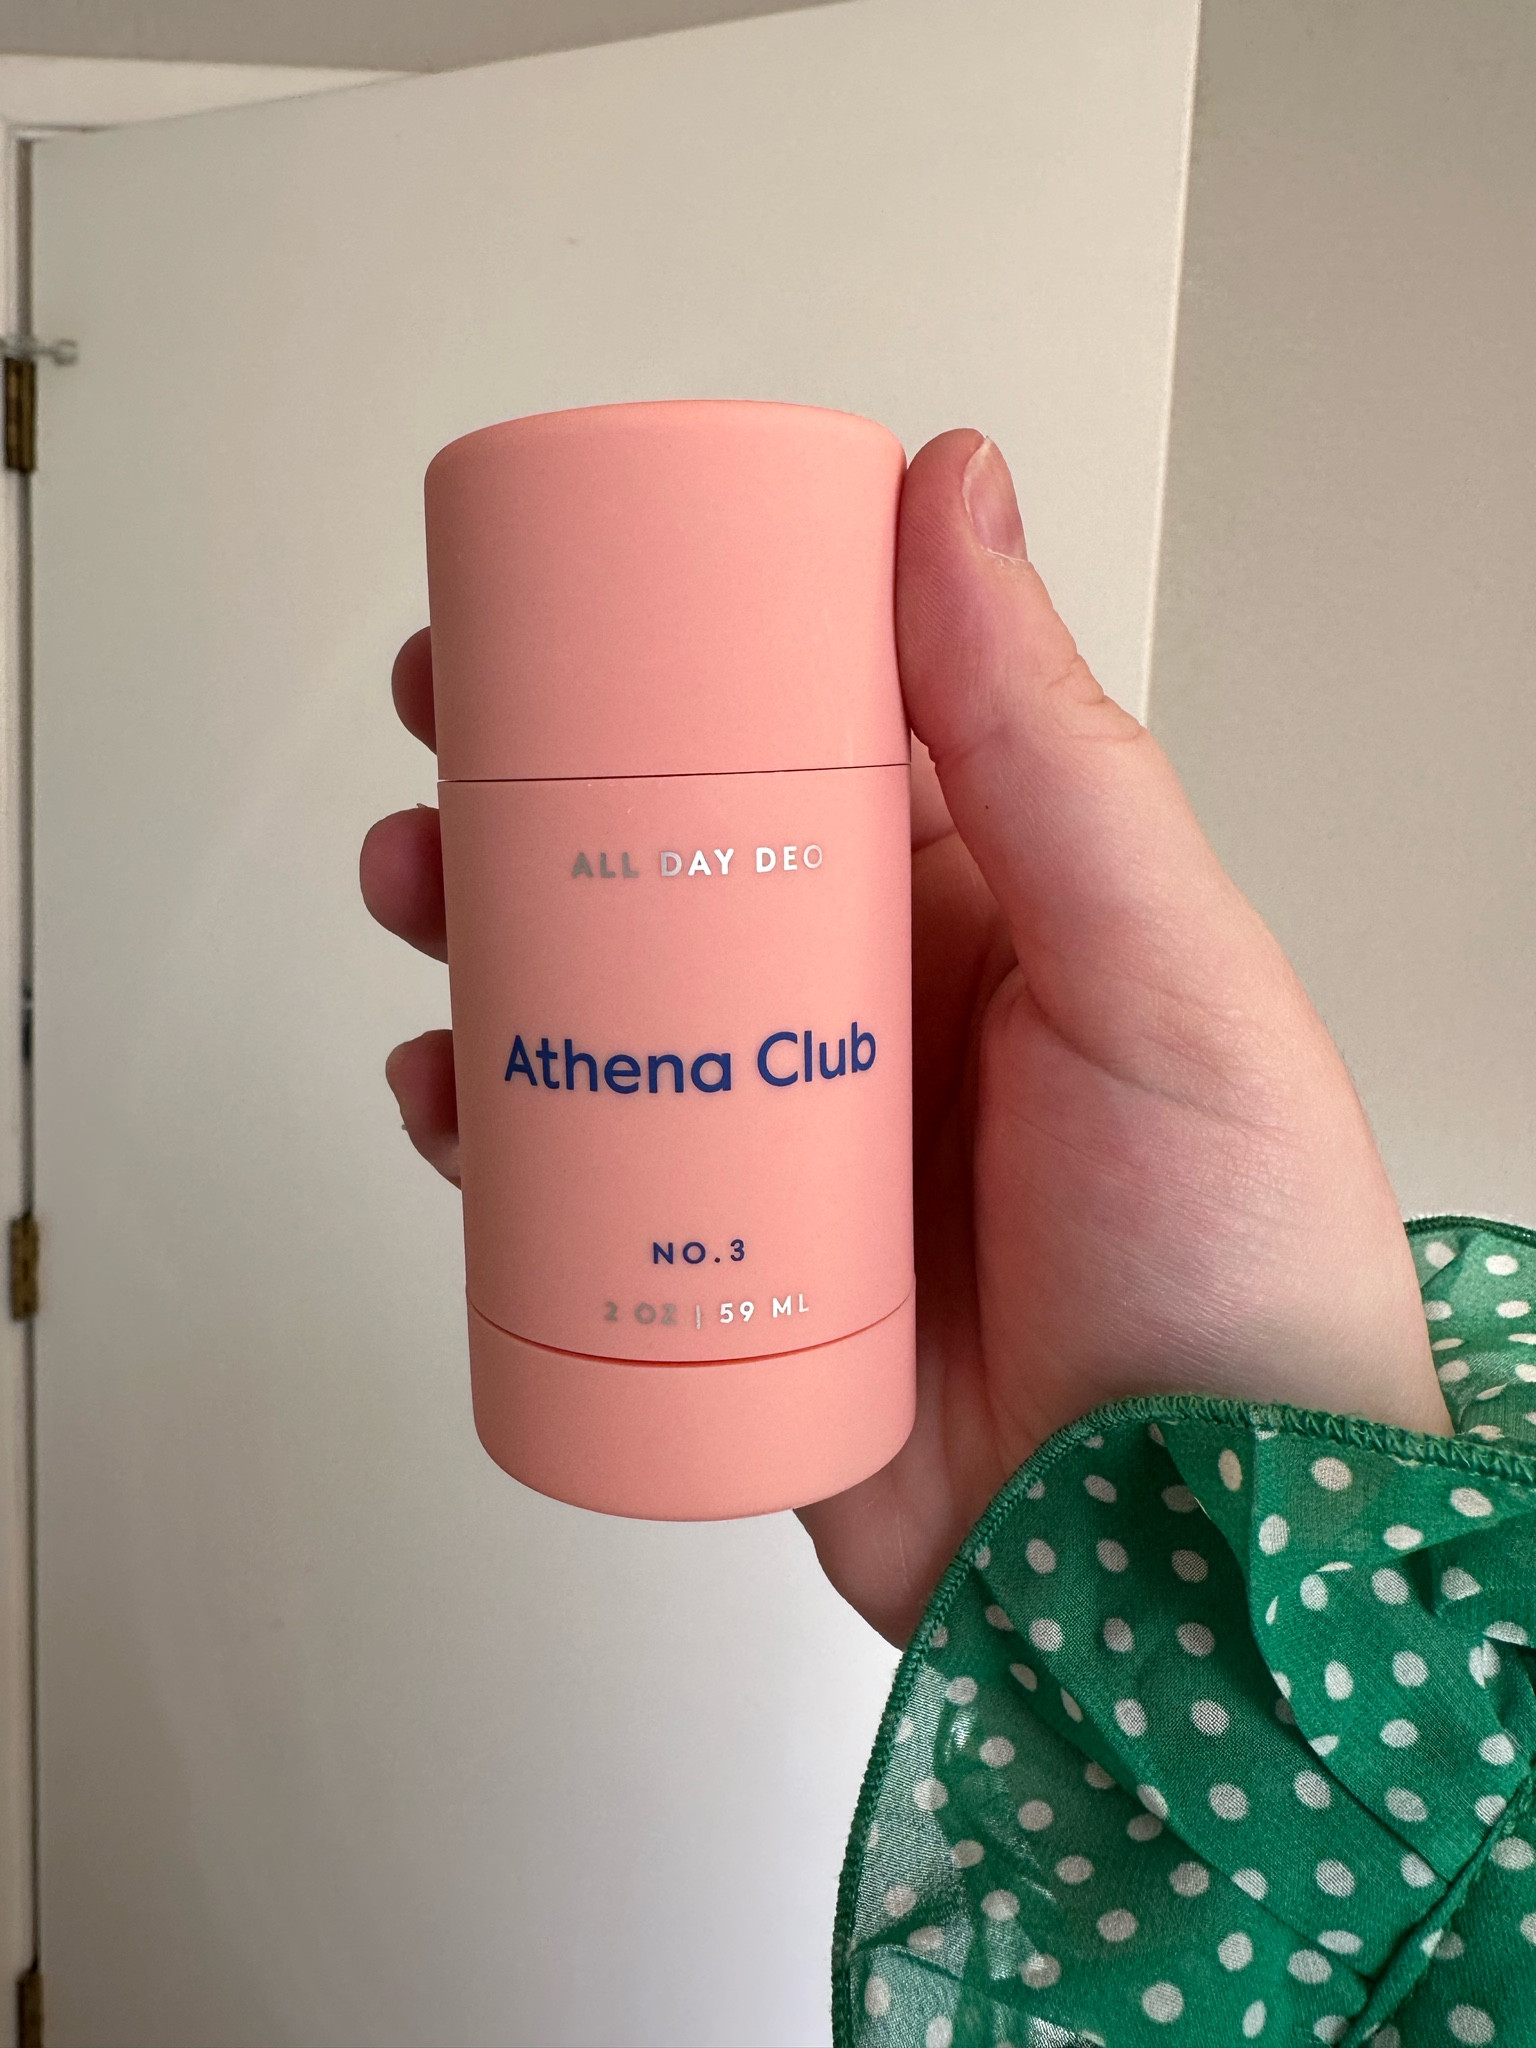 ALL DAY DEO
Athena Club
NO.3
2 OZ | 59 ML